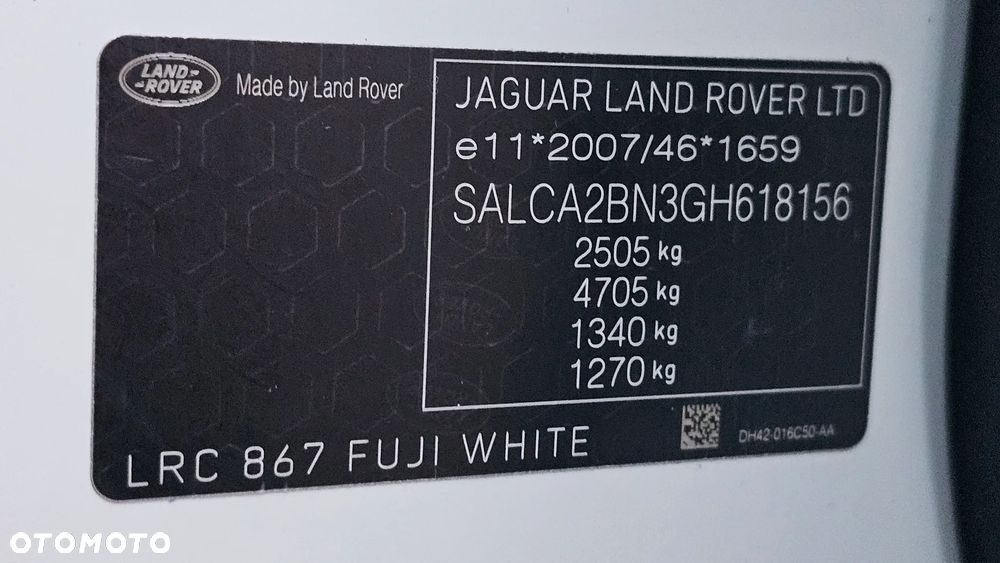 LAND-
-ROVER
Made by Land Rover
JAGUAR LAND ROVER LTD
e11*2007/46*1659
SALCA2BN3GH618156
2505 kg
4705 kg
1340 kg
1270 kg
LRC 867 FUJI WHITE
DH42-016C50-AA
OTOMOTO